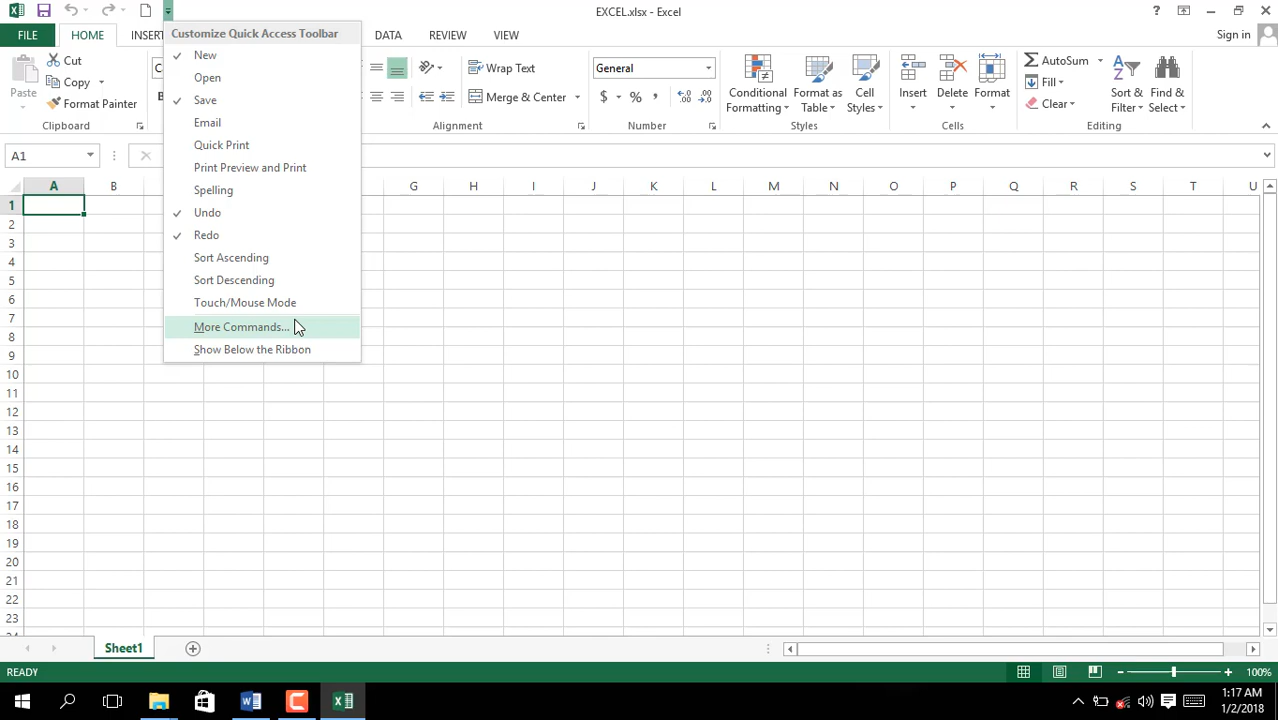 EXCEL.xlsx - Excel
FILE HOME INSERT DATA REVIEW VIEW Sign in
Customize Quick Access Toolbar
New
Open
Save
Email
Quick Print
Print Preview and Print
Spelling
Undo
Redo
Sort Ascending
Sort Descending
Touch/Mouse Mode
More Commands...
Show Below the Ribbon
Paste
Cut
Copy
Format Painter
Clipboard
Wrap Text
Merge & Center
Alignment
General
$ % ,
Number
Conditional Formatting
Format as Table
Cell Styles
Styles
Insert
Delete
Format
Cells
AutoSum
Fill
Clear
Sort & Filter
Find & Select
Editing
A1
A B G H I J K L M N O P Q R S T U
1
2
3
4
5
6
7
8
9
10
11
12
13
14
15
16
17
18
19
20
21
22
23
Sheet1
READY 100%
1:17 AM
1/2/2018